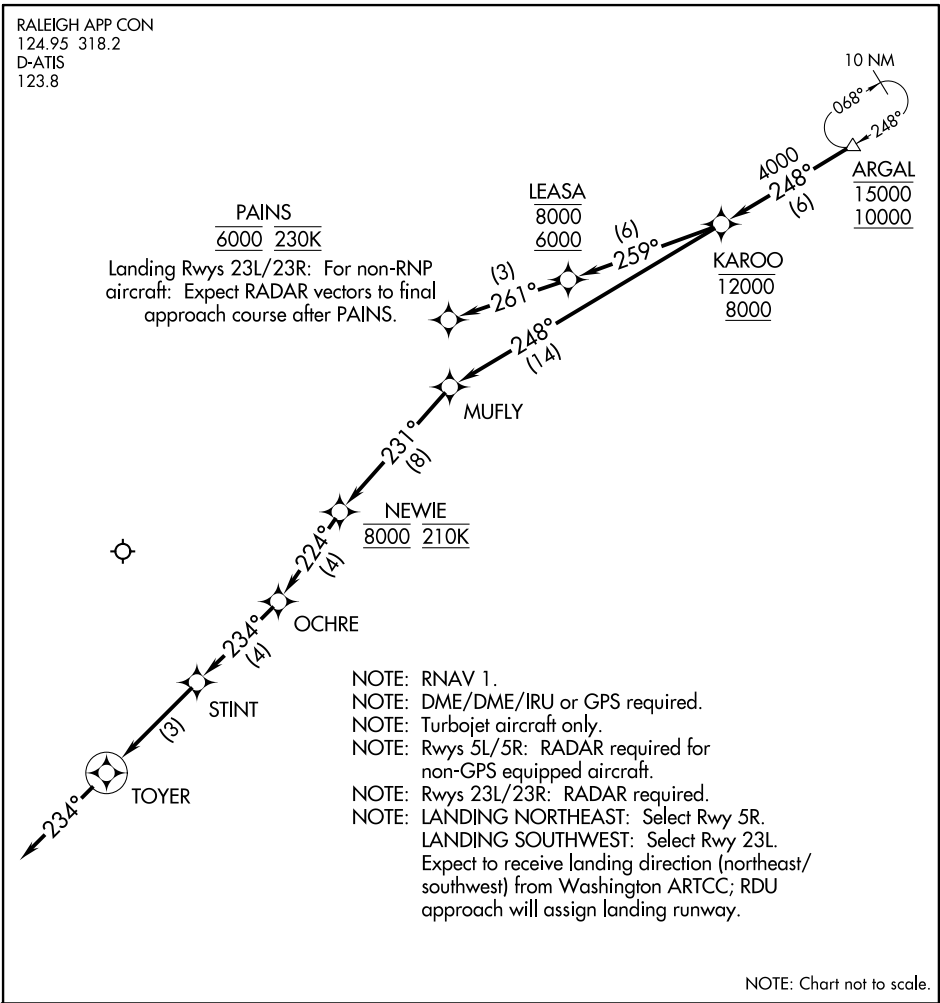 RALEIGH APP CON
124.95 318.2
D-ATIS
123.8
10 NM
068°
248°
ARGAL
15000
10000
4000
248°
(6)
KAROO
12000
8000
LEASA
8000
6000
(6)
259°
PAINS
6000 230K
Landing Rwys 23L/23R: For non-RNP
aircraft: Expect RADAR vectors to final
approach course after PAINS.
(3)
261°
248°
(14)
MUFLY
231°
(8)
NEWIE
8000 210K
224°
(4)
OCHRE
234°
(4)
STINT
(3)
TOYER
234°
NOTE: RNAV 1.
NOTE: DME/DME/IRU or GPS required.
NOTE: Turbojet aircraft only.
NOTE: Rwys 5L/5R: RADAR required for
non-GPS equipped aircraft.
NOTE: Rwys 23L/23R: RADAR required.
NOTE: LANDING NORTHEAST: Select Rwy 5R.
LANDING SOUTHWEST: Select Rwy 23L.
Expect to receive landing direction (northeast/
southwest) from Washington ARTCC; RDU
approach will assign landing runway.
NOTE: Chart not to scale.